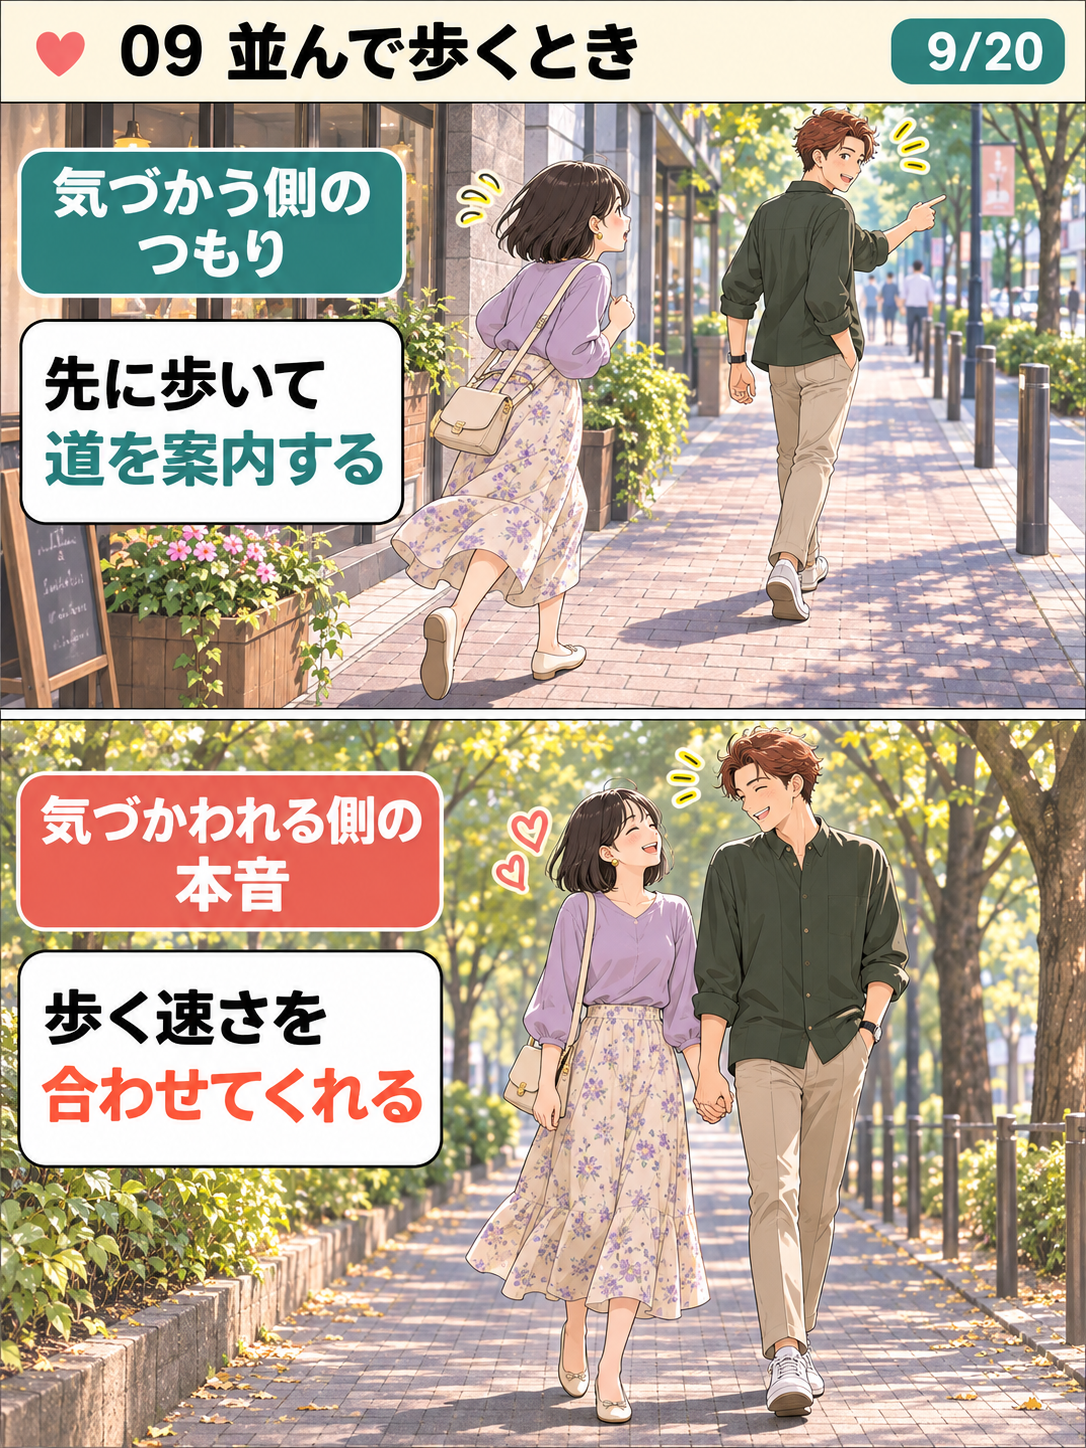 09 並んで歩くとき
9/20
気づかう側の
つもり
先に歩いて
道を案内する
気づかわれる側の
本音
歩く速さを
合わせてくれる